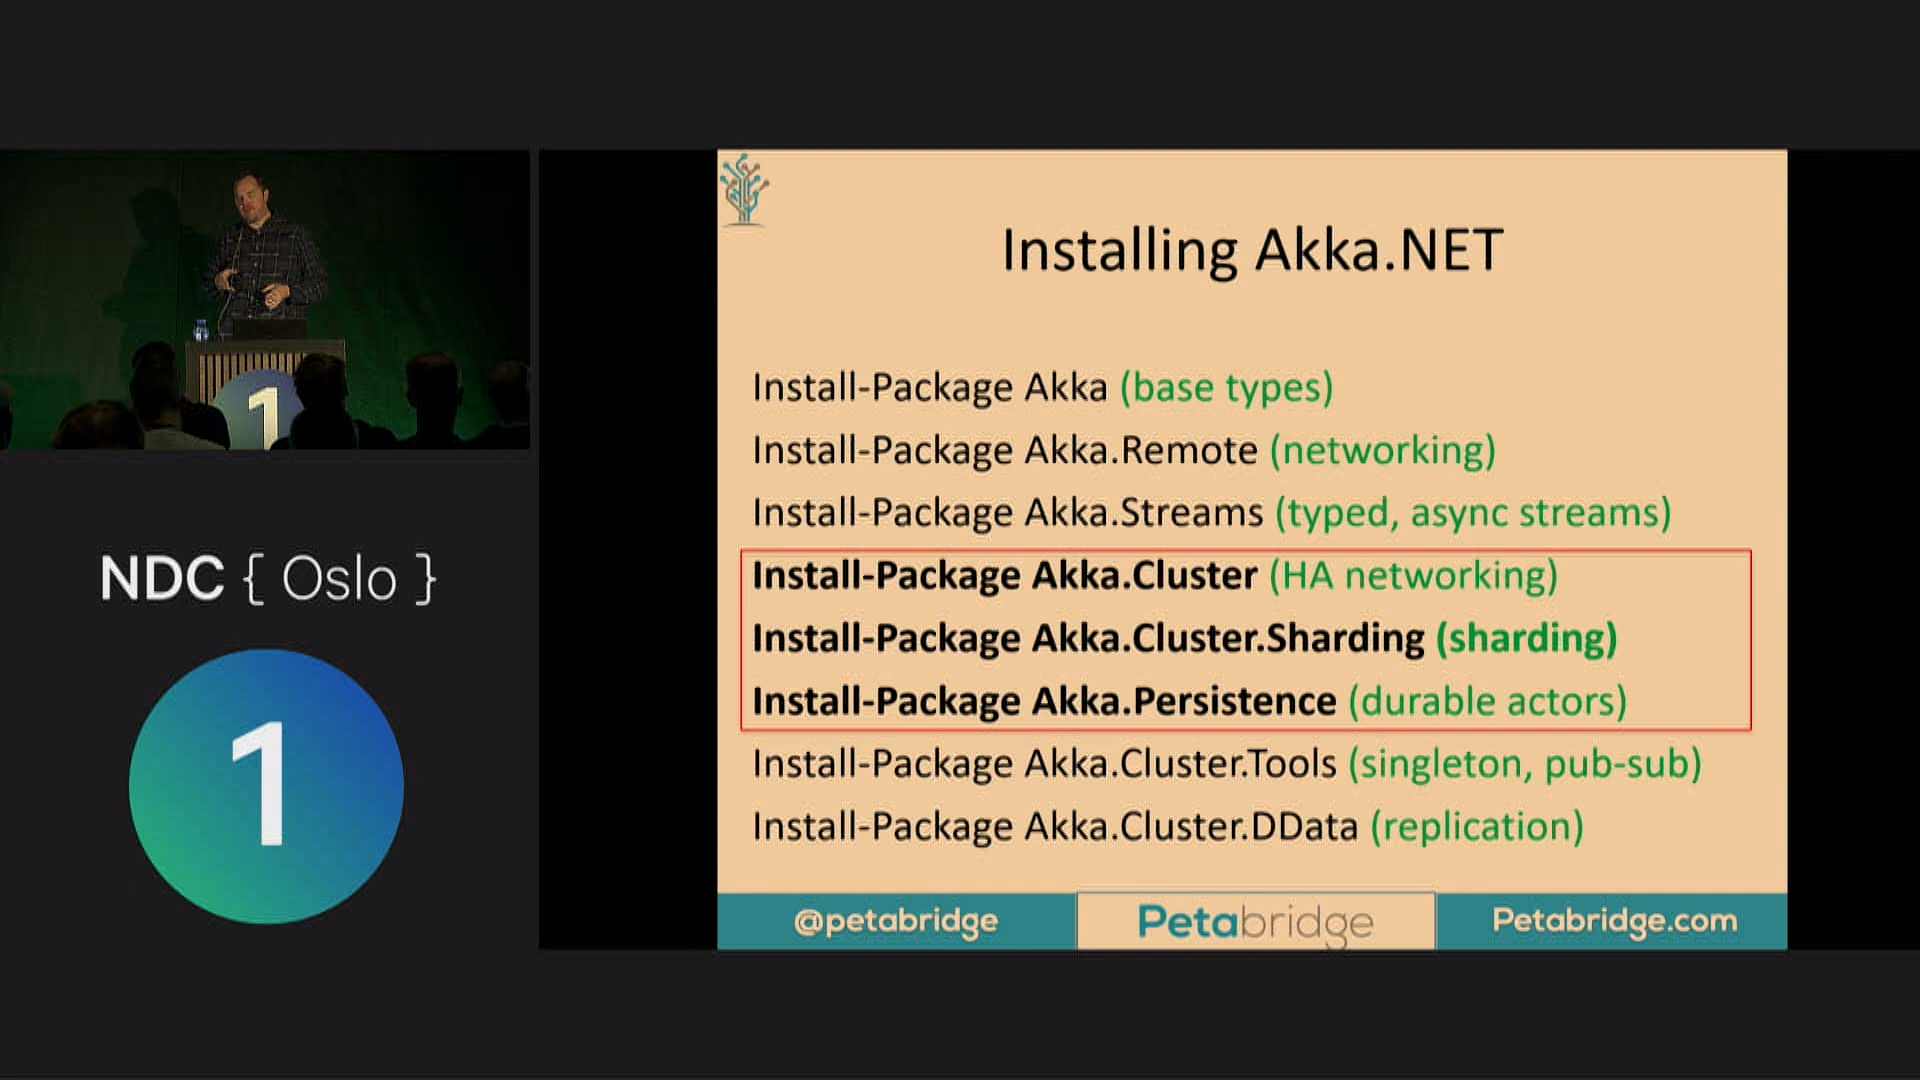 1
NDC { Oslo }
1
Installing Akka.NET
Install-Package Akka (base types)
Install-Package Akka.Remote (networking)
Install-Package Akka.Streams (typed, async streams)
Install-Package Akka.Cluster (HA networking)
Install-Package Akka.Cluster.Sharding (sharding)
Install-Package Akka.Persistence (durable actors)
Install-Package Akka.Cluster.Tools (singleton, pub-sub)
Install-Package Akka.Cluster.DData (replication)
@petabridge
Petabridge
Petabridge.com